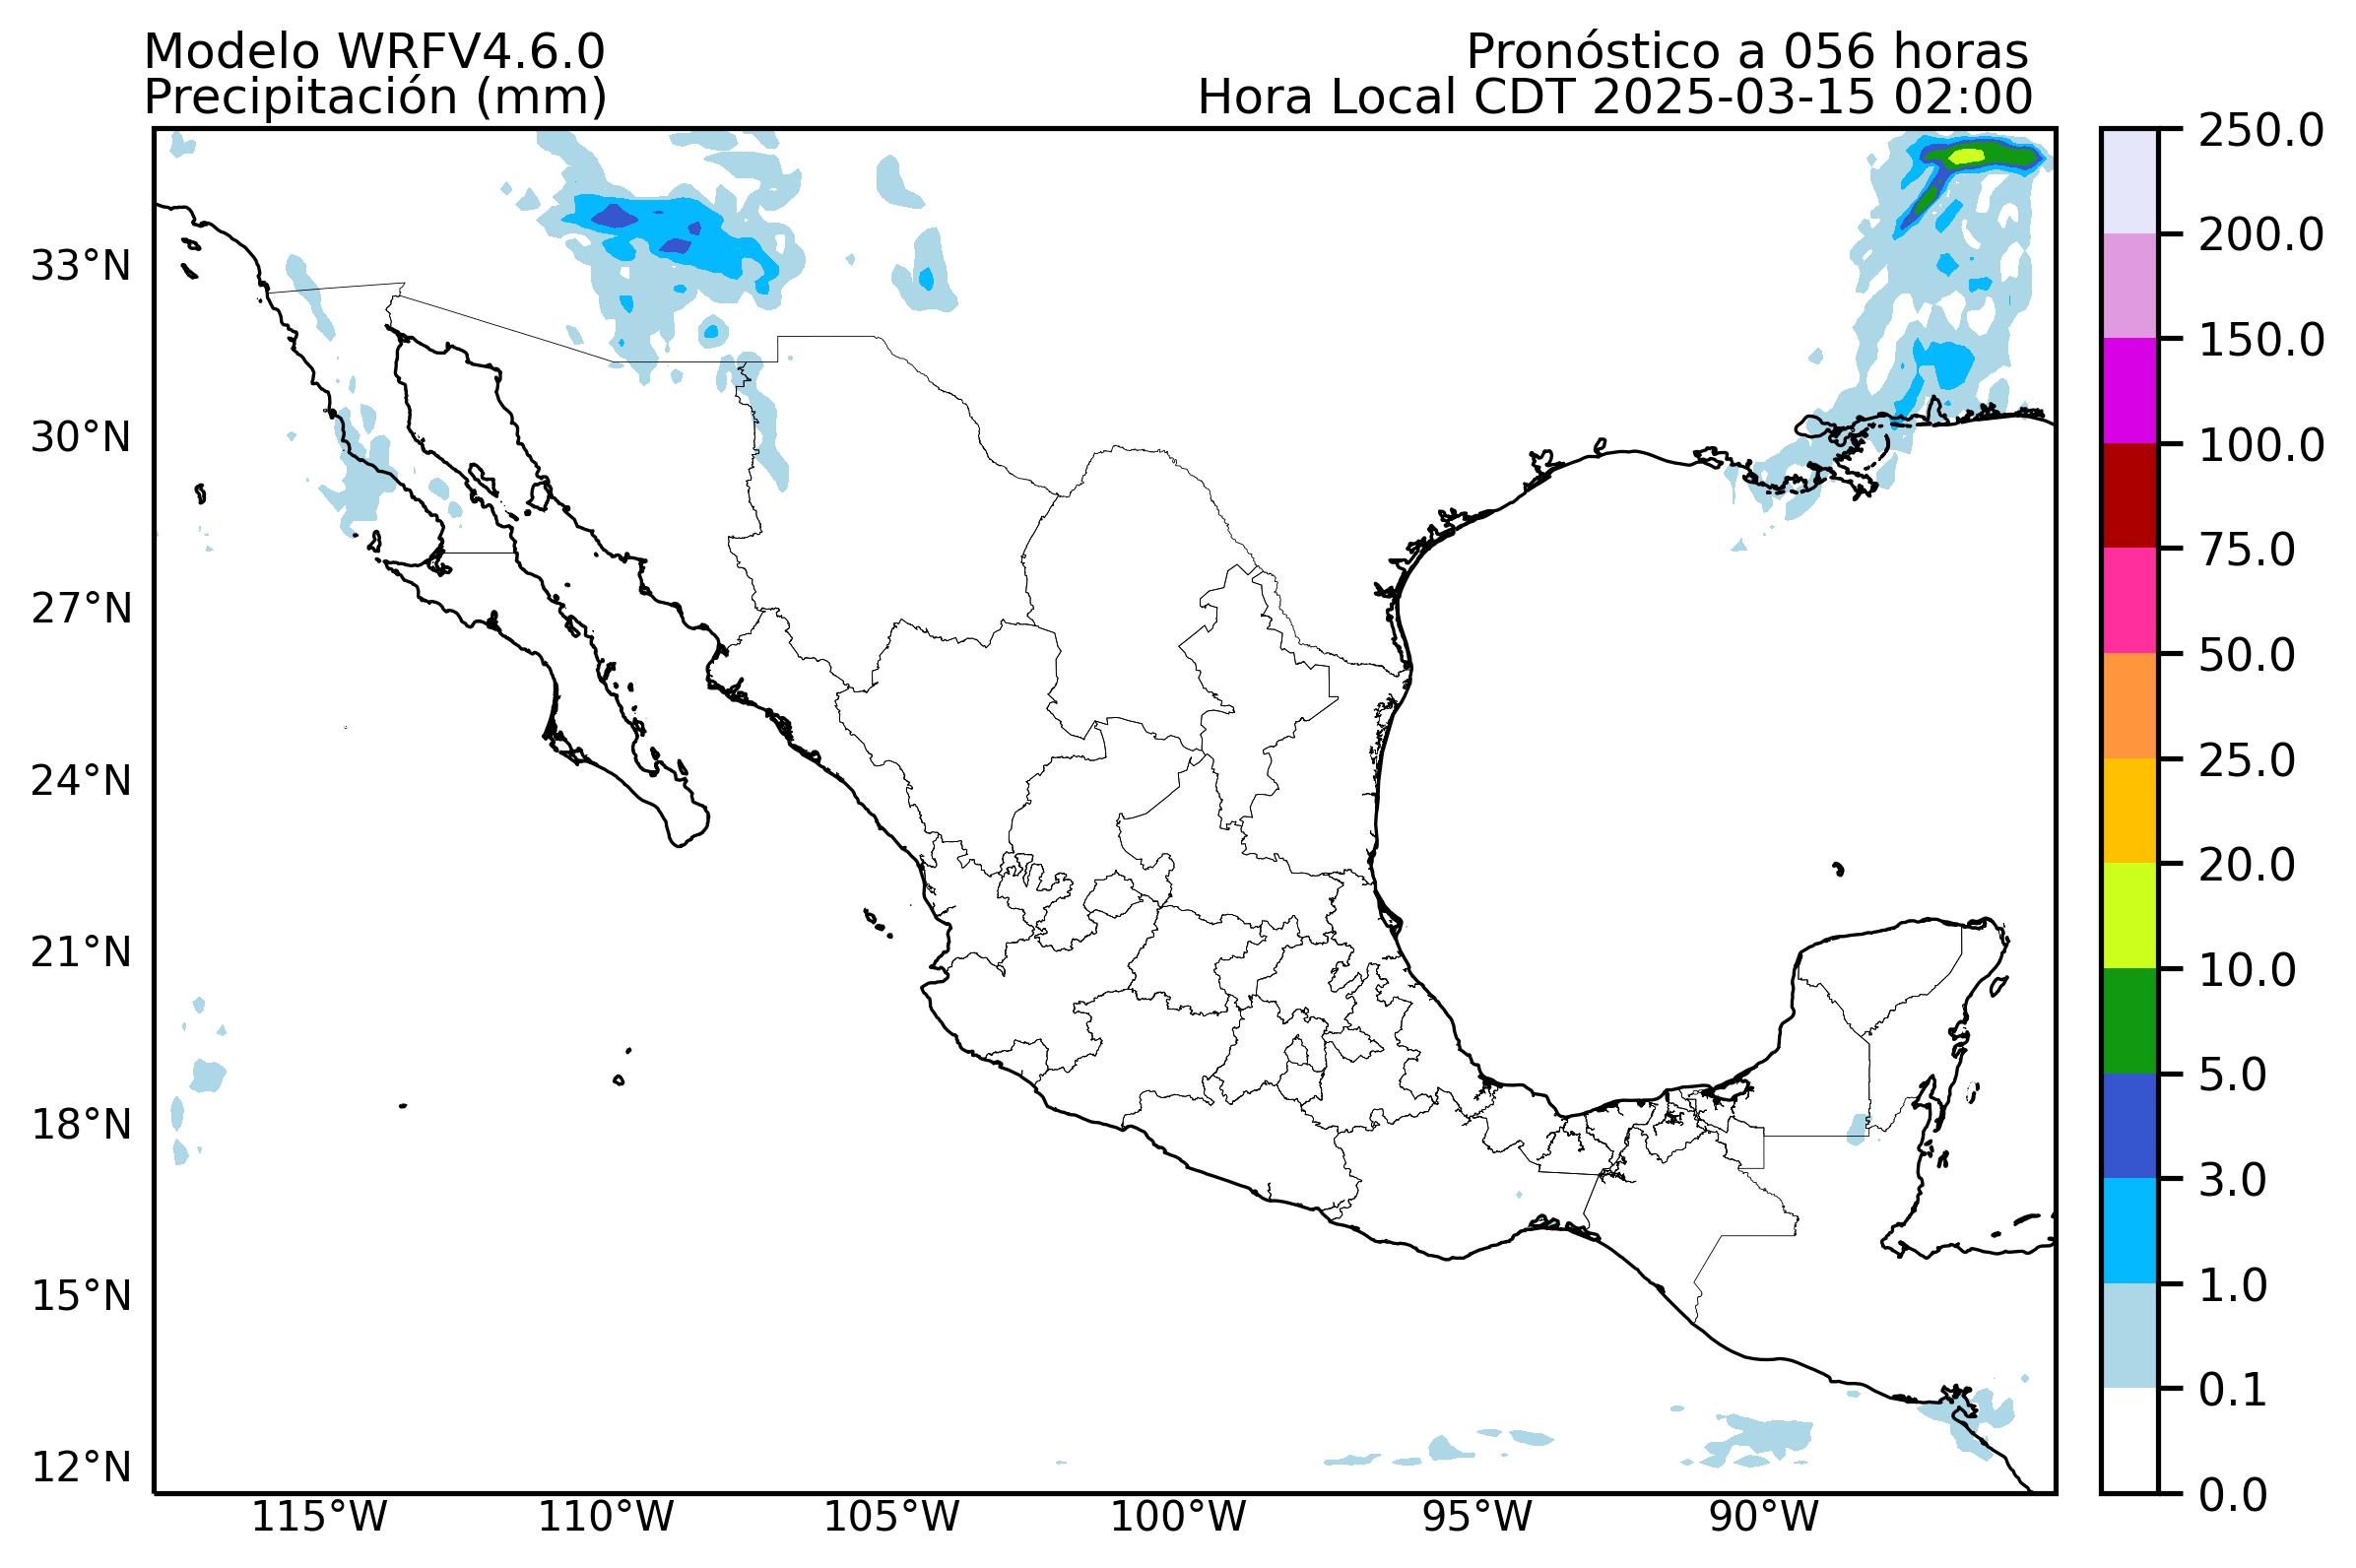 Modelo WRFV4.6.0
Pronóstico a 056 horas
Precipitación (mm)
Hora Local CDT 2025-03-15 02:00
33°N
30°N
27°N
24°N
21°N
18°N
15°N
12°N
115°W
110°W
105°W
100°W
95°W
90°W
250.0
200.0
150.0
100.0
75.0
50.0
25.0
20.0
10.0
5.0
3.0
1.0
0.1
0.0